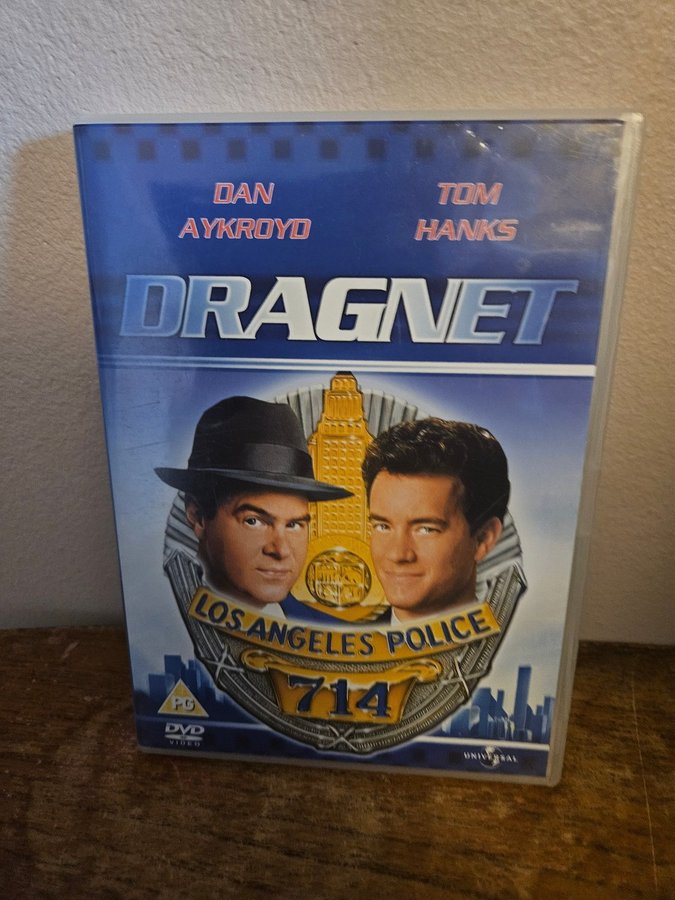 DAN
AYKROYD
TOM
HANKS
DRAGNET
LOS ANGELES POLICE
714
PG
DVD
VIDEO
UNIVERSAL